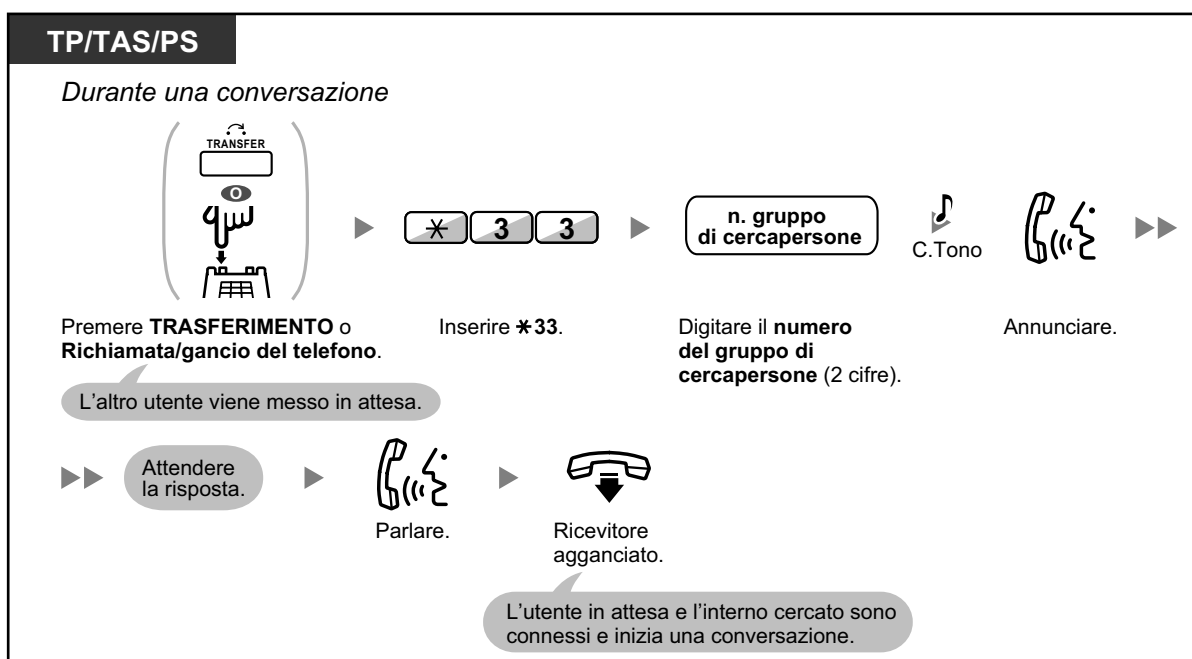 TP/TAS/PS
Durante una conversazione
TRANSFER
O
* 3 3
n. gruppo
di cercapersone
C.Tono
Premere TRASFERIMENTO o
Richiamata/gancio del telefono.
Inserire *33.
Digitare il numero
del gruppo di
cercapersone (2 cifre).
Annunciare.
L'altro utente viene messo in attesa.
Attendere
la risposta.
Parlare.
Ricevitore
agganciato.
L'utente in attesa e l'interno cercato sono
connessi e inizia una conversazione.